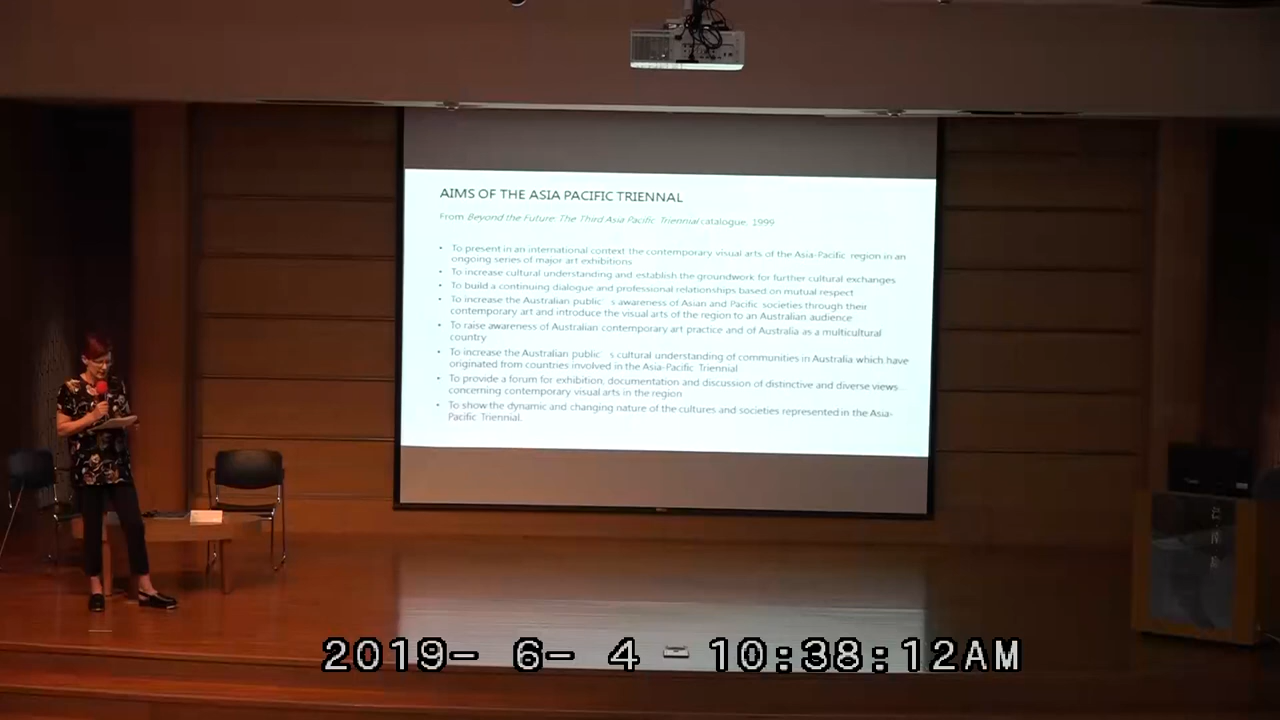 AIMS OF THE ASIA PACIFIC TRIENNAL
From Beyond the Future: The Third Asia Pacific Triennial catalogue, 1999
• To present in an international context the contemporary visual arts of the Asia-Pacific region in an
ongoing series of major art exhibitions
• To increase cultural understanding and establish the groundwork for further cultural exchanges
• To build a continuing dialogue and professional relationships based on mutual respect
• To increase the Australian public's awareness of Asian and Pacific societies through their
contemporary art and introduce the visual arts of the region to an Australian audience
• To raise awareness of Australian contemporary art practice and of Australia as a multicultural
country
• To increase the Australian public's cultural understanding of communities in Australia which have
originated from countries involved in the Asia-Pacific Triennial
• To provide a forum for exhibition, documentation and discussion of distinctive and diverse views
concerning contemporary visual arts in the region
• To show the dynamic and changing nature of the cultures and societies represented in the Asia-
Pacific Triennial.
2019- 6- 4 - 10:38:12AM